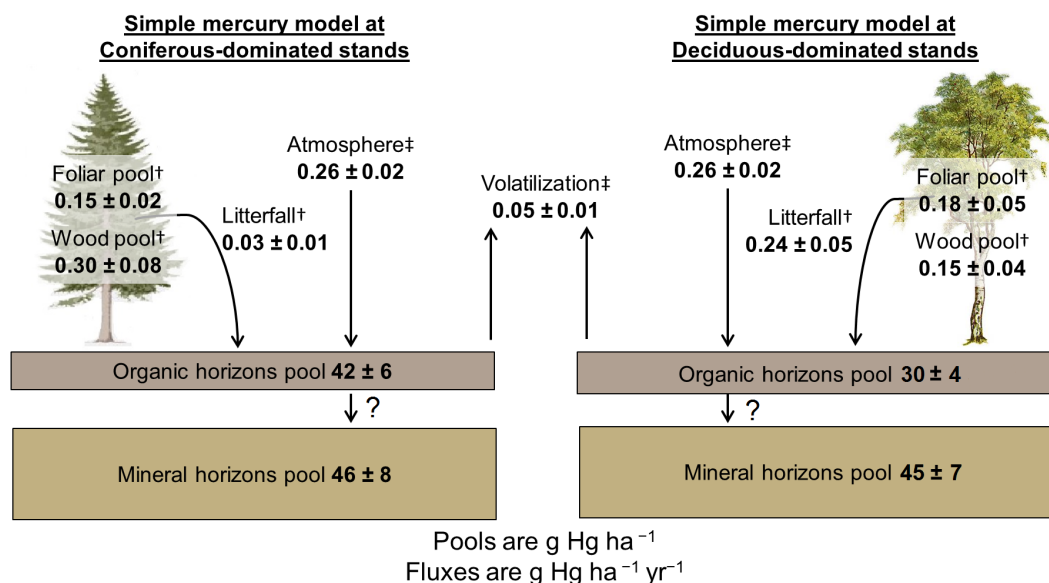 Simple mercury model at
Coniferous-dominated stands
Simple mercury model at
Deciduous-dominated stands
Foliar pool†
0.15 ± 0.02
Wood pool†
0.30 ± 0.08
Litterfall†
0.03 ± 0.01
Atmosphere‡
0.26 ± 0.02
Volatilization‡
0.05 ± 0.01
Atmosphere‡
0.26 ± 0.02
Litterfall†
0.24 ± 0.05
Foliar pool†
0.18 ± 0.05
Wood pool†
0.15 ± 0.04
Organic horizons pool 42 ± 6
Organic horizons pool 30 ± 4
?
?
Mineral horizons pool 46 ± 8
Mineral horizons pool 45 ± 7
Pools are g Hg ha⁻¹
Fluxes are g Hg ha⁻¹ yr⁻¹